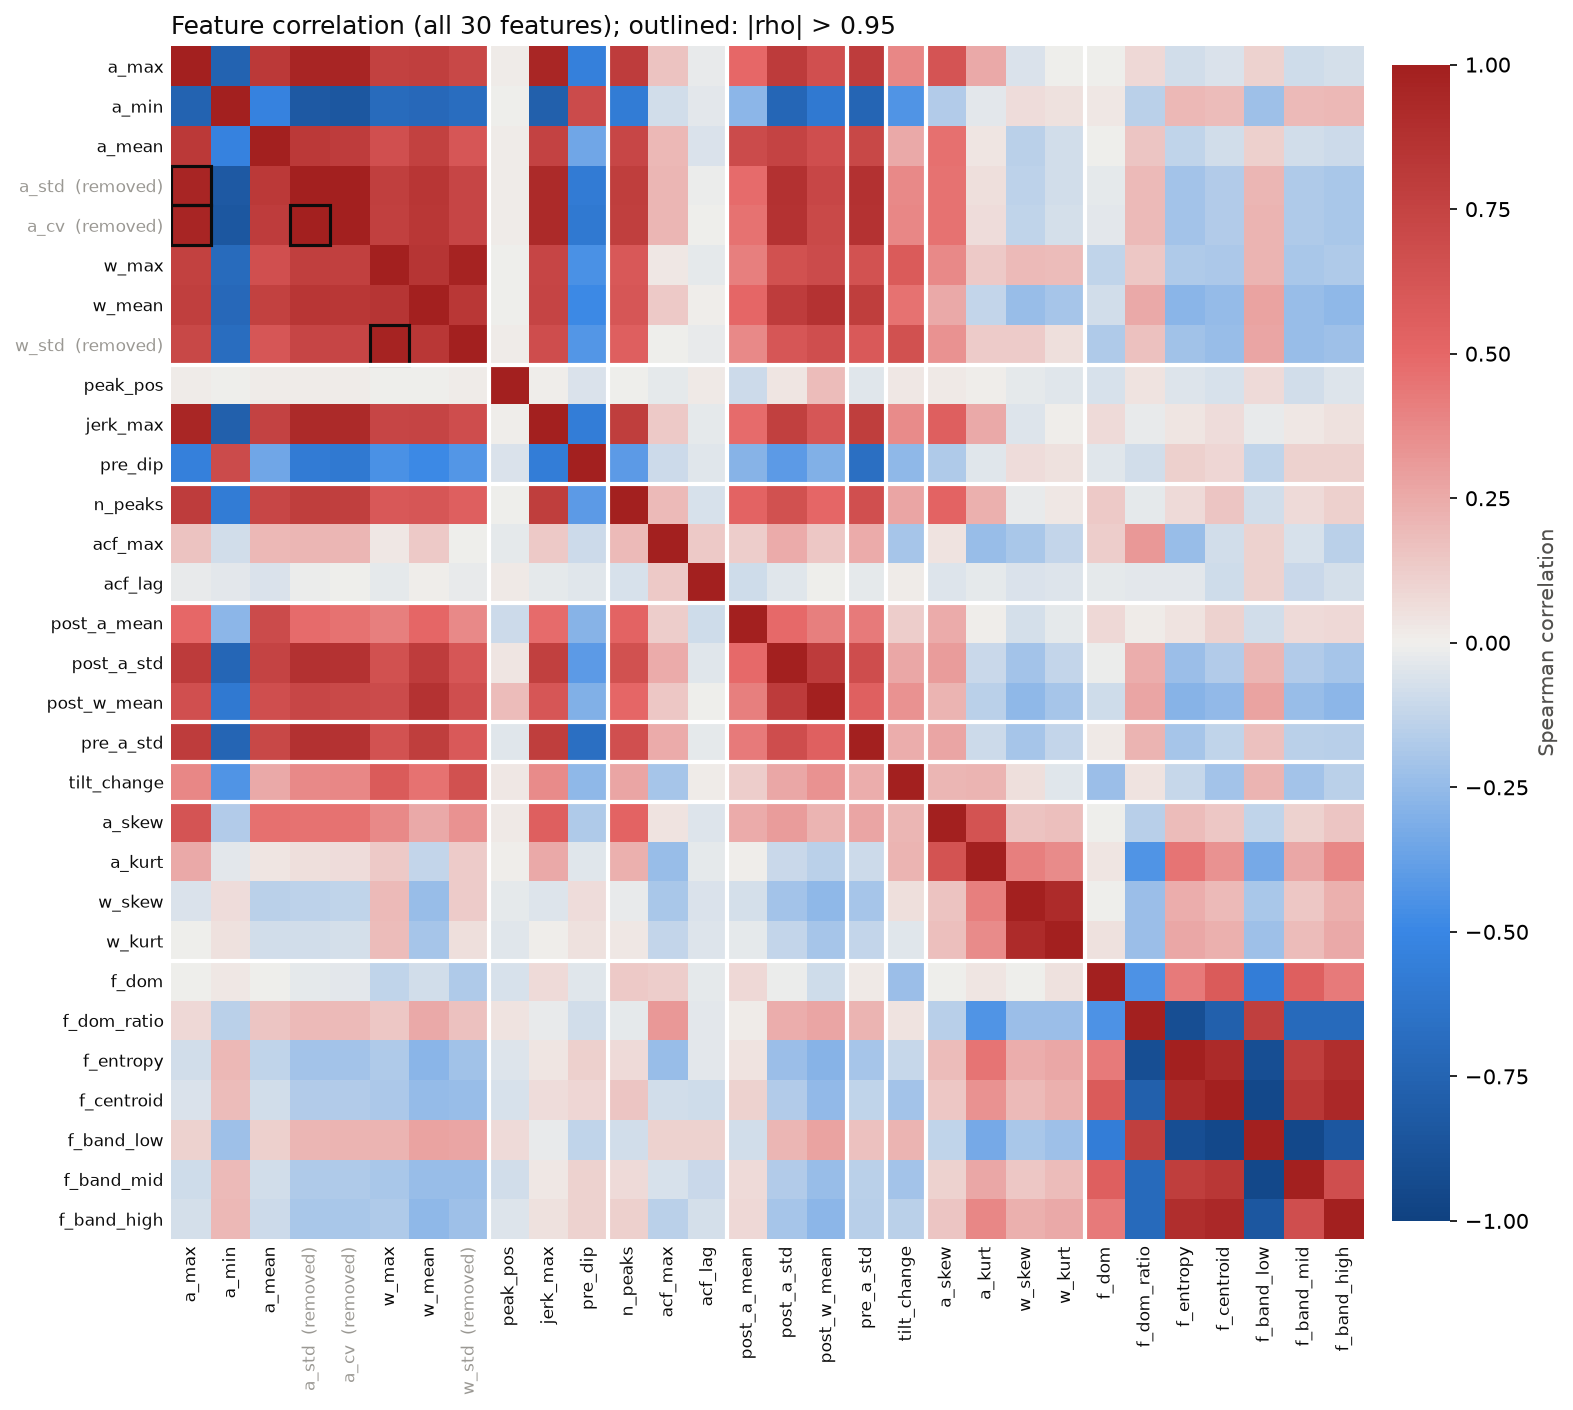 Feature correlation (all 30 features); outlined: |rho| > 0.95
a_max
a_min
a_mean
a_std (removed)
a_cv (removed)
w_max
w_mean
w_std (removed)
peak_pos
jerk_max
pre_dip
n_peaks
acf_max
acf_lag
post_a_mean
post_a_std
post_w_mean
pre_a_std
tilt_change
a_skew
a_kurt
w_skew
w_kurt
f_dom
f_dom_ratio
f_entropy
f_centroid
f_band_low
f_band_mid
f_band_high
a_max
a_min
a_mean
a_std (removed)
a_cv (removed)
w_max
w_mean
w_std (removed)
peak_pos
jerk_max
pre_dip
n_peaks
acf_max
acf_lag
post_a_mean
post_a_std
post_w_mean
pre_a_std
tilt_change
a_skew
a_kurt
w_skew
w_kurt
f_dom
f_dom_ratio
f_entropy
f_centroid
f_band_low
f_band_mid
f_band_high
1.00
0.75
0.50
0.25
0.00
−0.25
−0.50
−0.75
−1.00
Spearman correlation